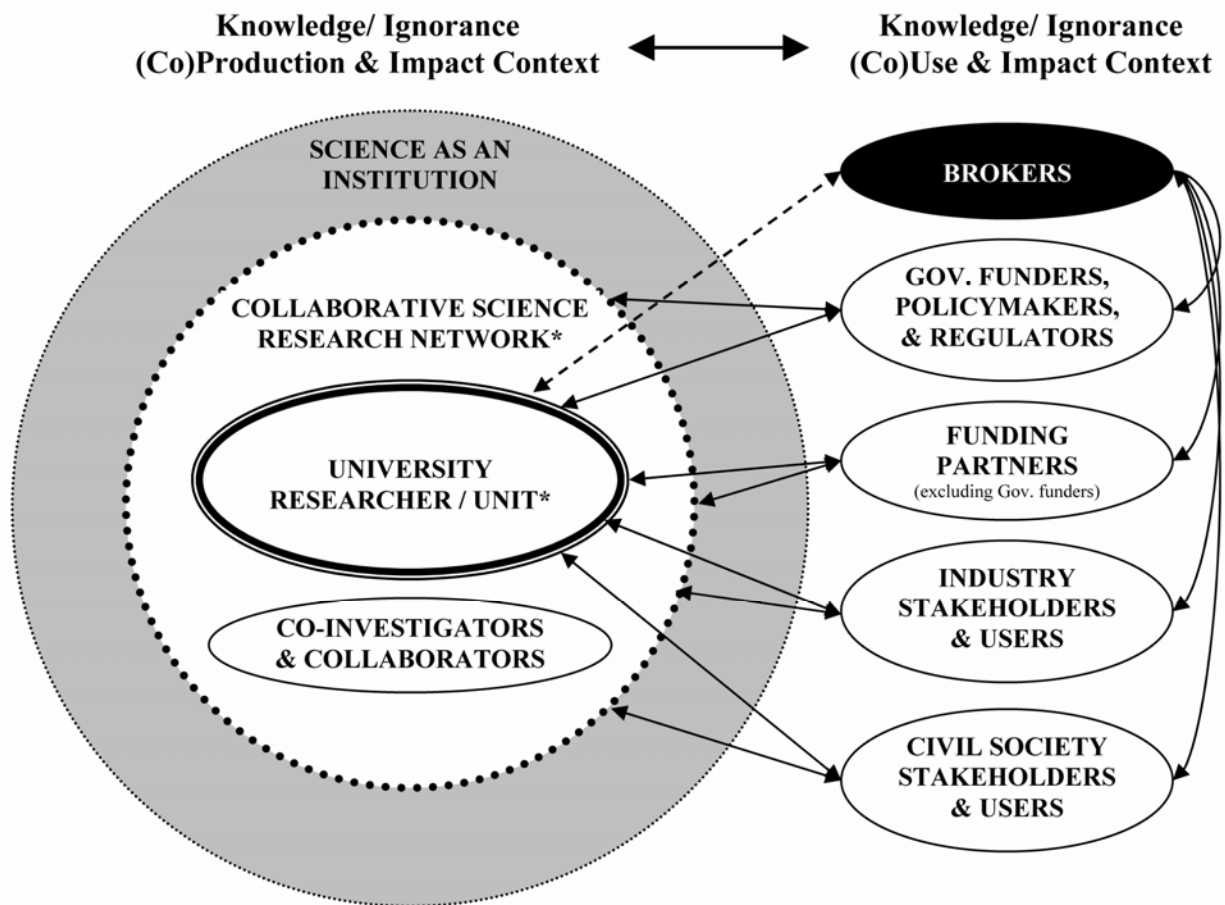 Knowledge/ Ignorance
(Co)Production & Impact Context
Knowledge/ Ignorance
(Co)Use & Impact Context
SCIENCE AS AN
INSTITUTION
COLLABORATIVE SCIENCE
RESEARCH NETWORK*
UNIVERSITY
RESEARCHER / UNIT*
CO-INVESTIGATORS
& COLLABORATORS
BROKERS
GOV. FUNDERS,
POLICYMAKERS,
& REGULATORS
FUNDING
PARTNERS
(excluding Gov. funders)
INDUSTRY
STAKEHOLDERS
& USERS
CIVIL SOCIETY
STAKEHOLDERS
& USERS